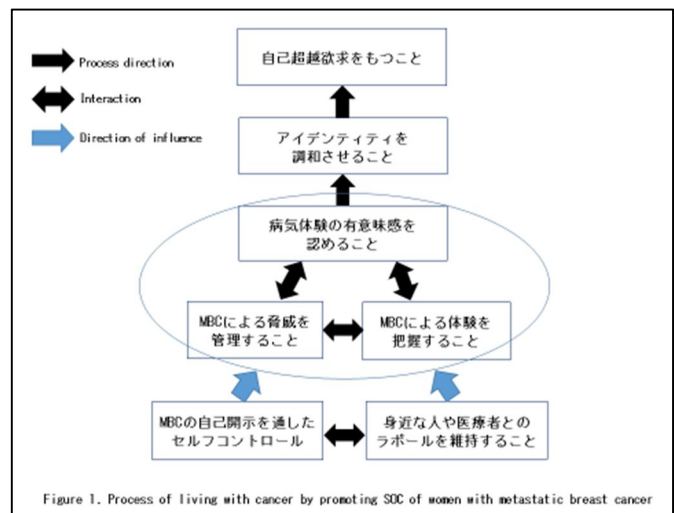 自己超越欲求をもつこと
Process direction
Interaction
Direction of influence
アイデンティティを
調和させること
病気体験の有意味感を
認めること
MBCによる脅威を
管理すること
MBCによる体験を
把握すること
MBCの自己開示を通した
セルフコントロール
身近な人や医療者との
ラポールを維持すること
Figure 1. Process of living with cancer by promoting SOC of women with metastatic breast cancer